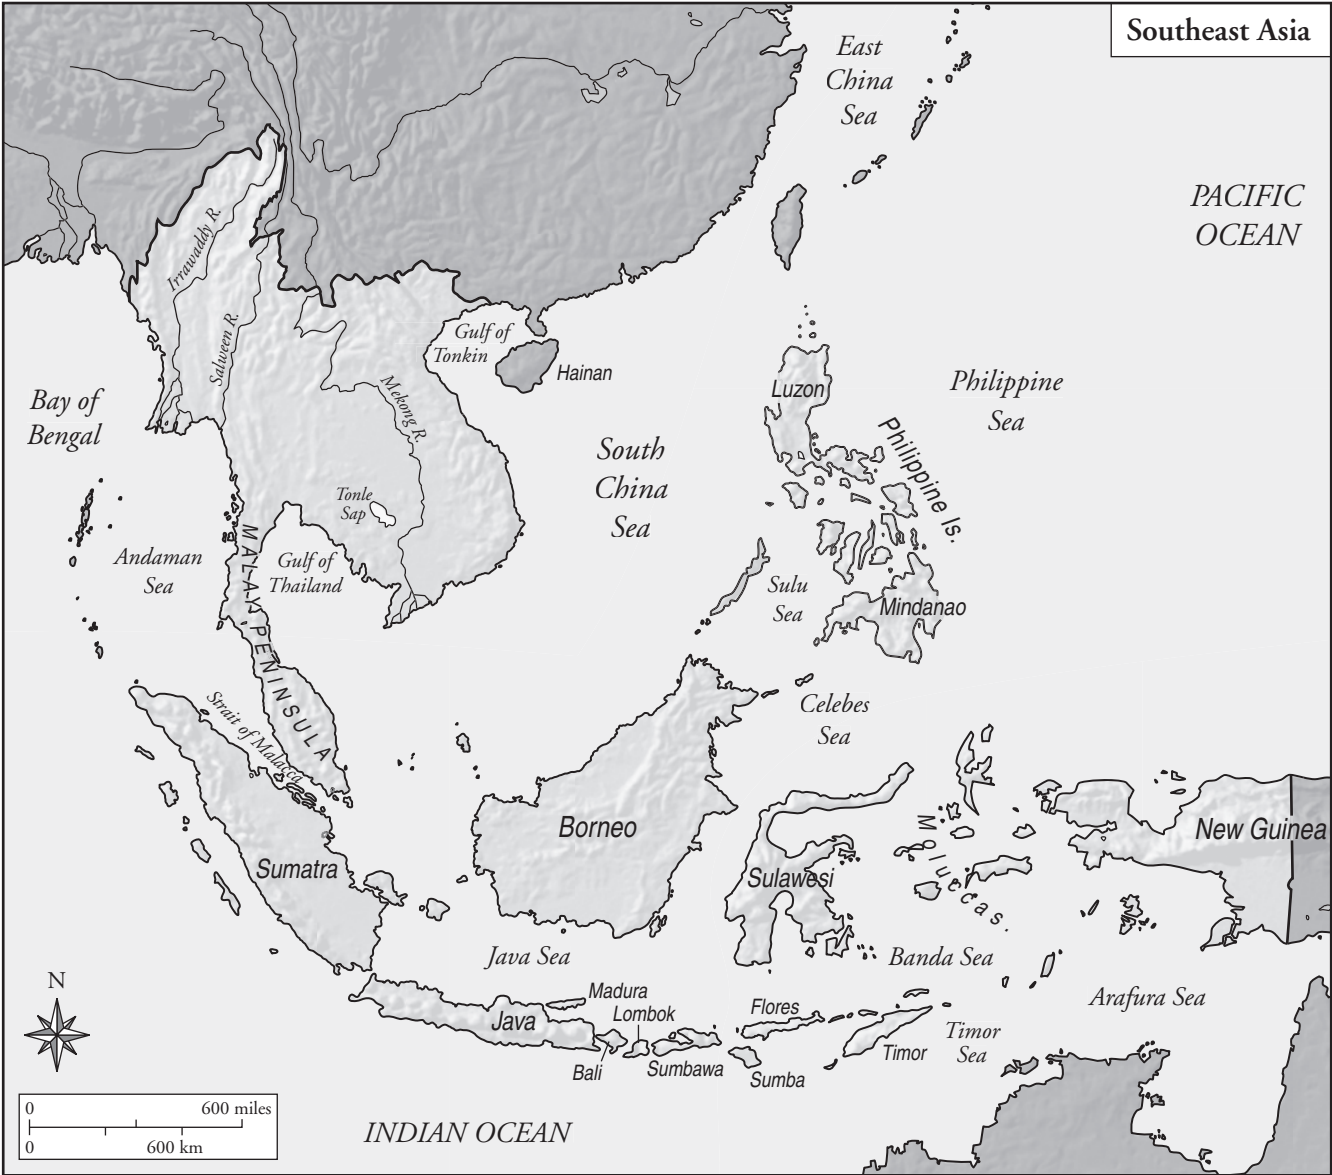 Southeast Asia
East
China
Sea
PACIFIC
OCEAN
Irrawaddy R.
Salween R.
Gulf of
Tonkin
Hainan
Mekong R.
Luzon
Philippine
Sea
Bay of
Bengal
South
China
Sea
Philippine Is.
Tonle
Sap
Andaman
Sea
Gulf of
Thailand
MALAY PENINSULA
Sulu
Sea
Mindanao
Strait of Malacca
Celebes
Sea
Borneo
Moluccas.
New Guinea
Sumatra
Sulawesi
Java Sea
Banda Sea
N
Madura
Lombok
Flores
Arafura Sea
Java
Timor
Sea
Timor
Bali
Sumbawa
Sumba
0
600 miles
0
600 km
INDIAN OCEAN